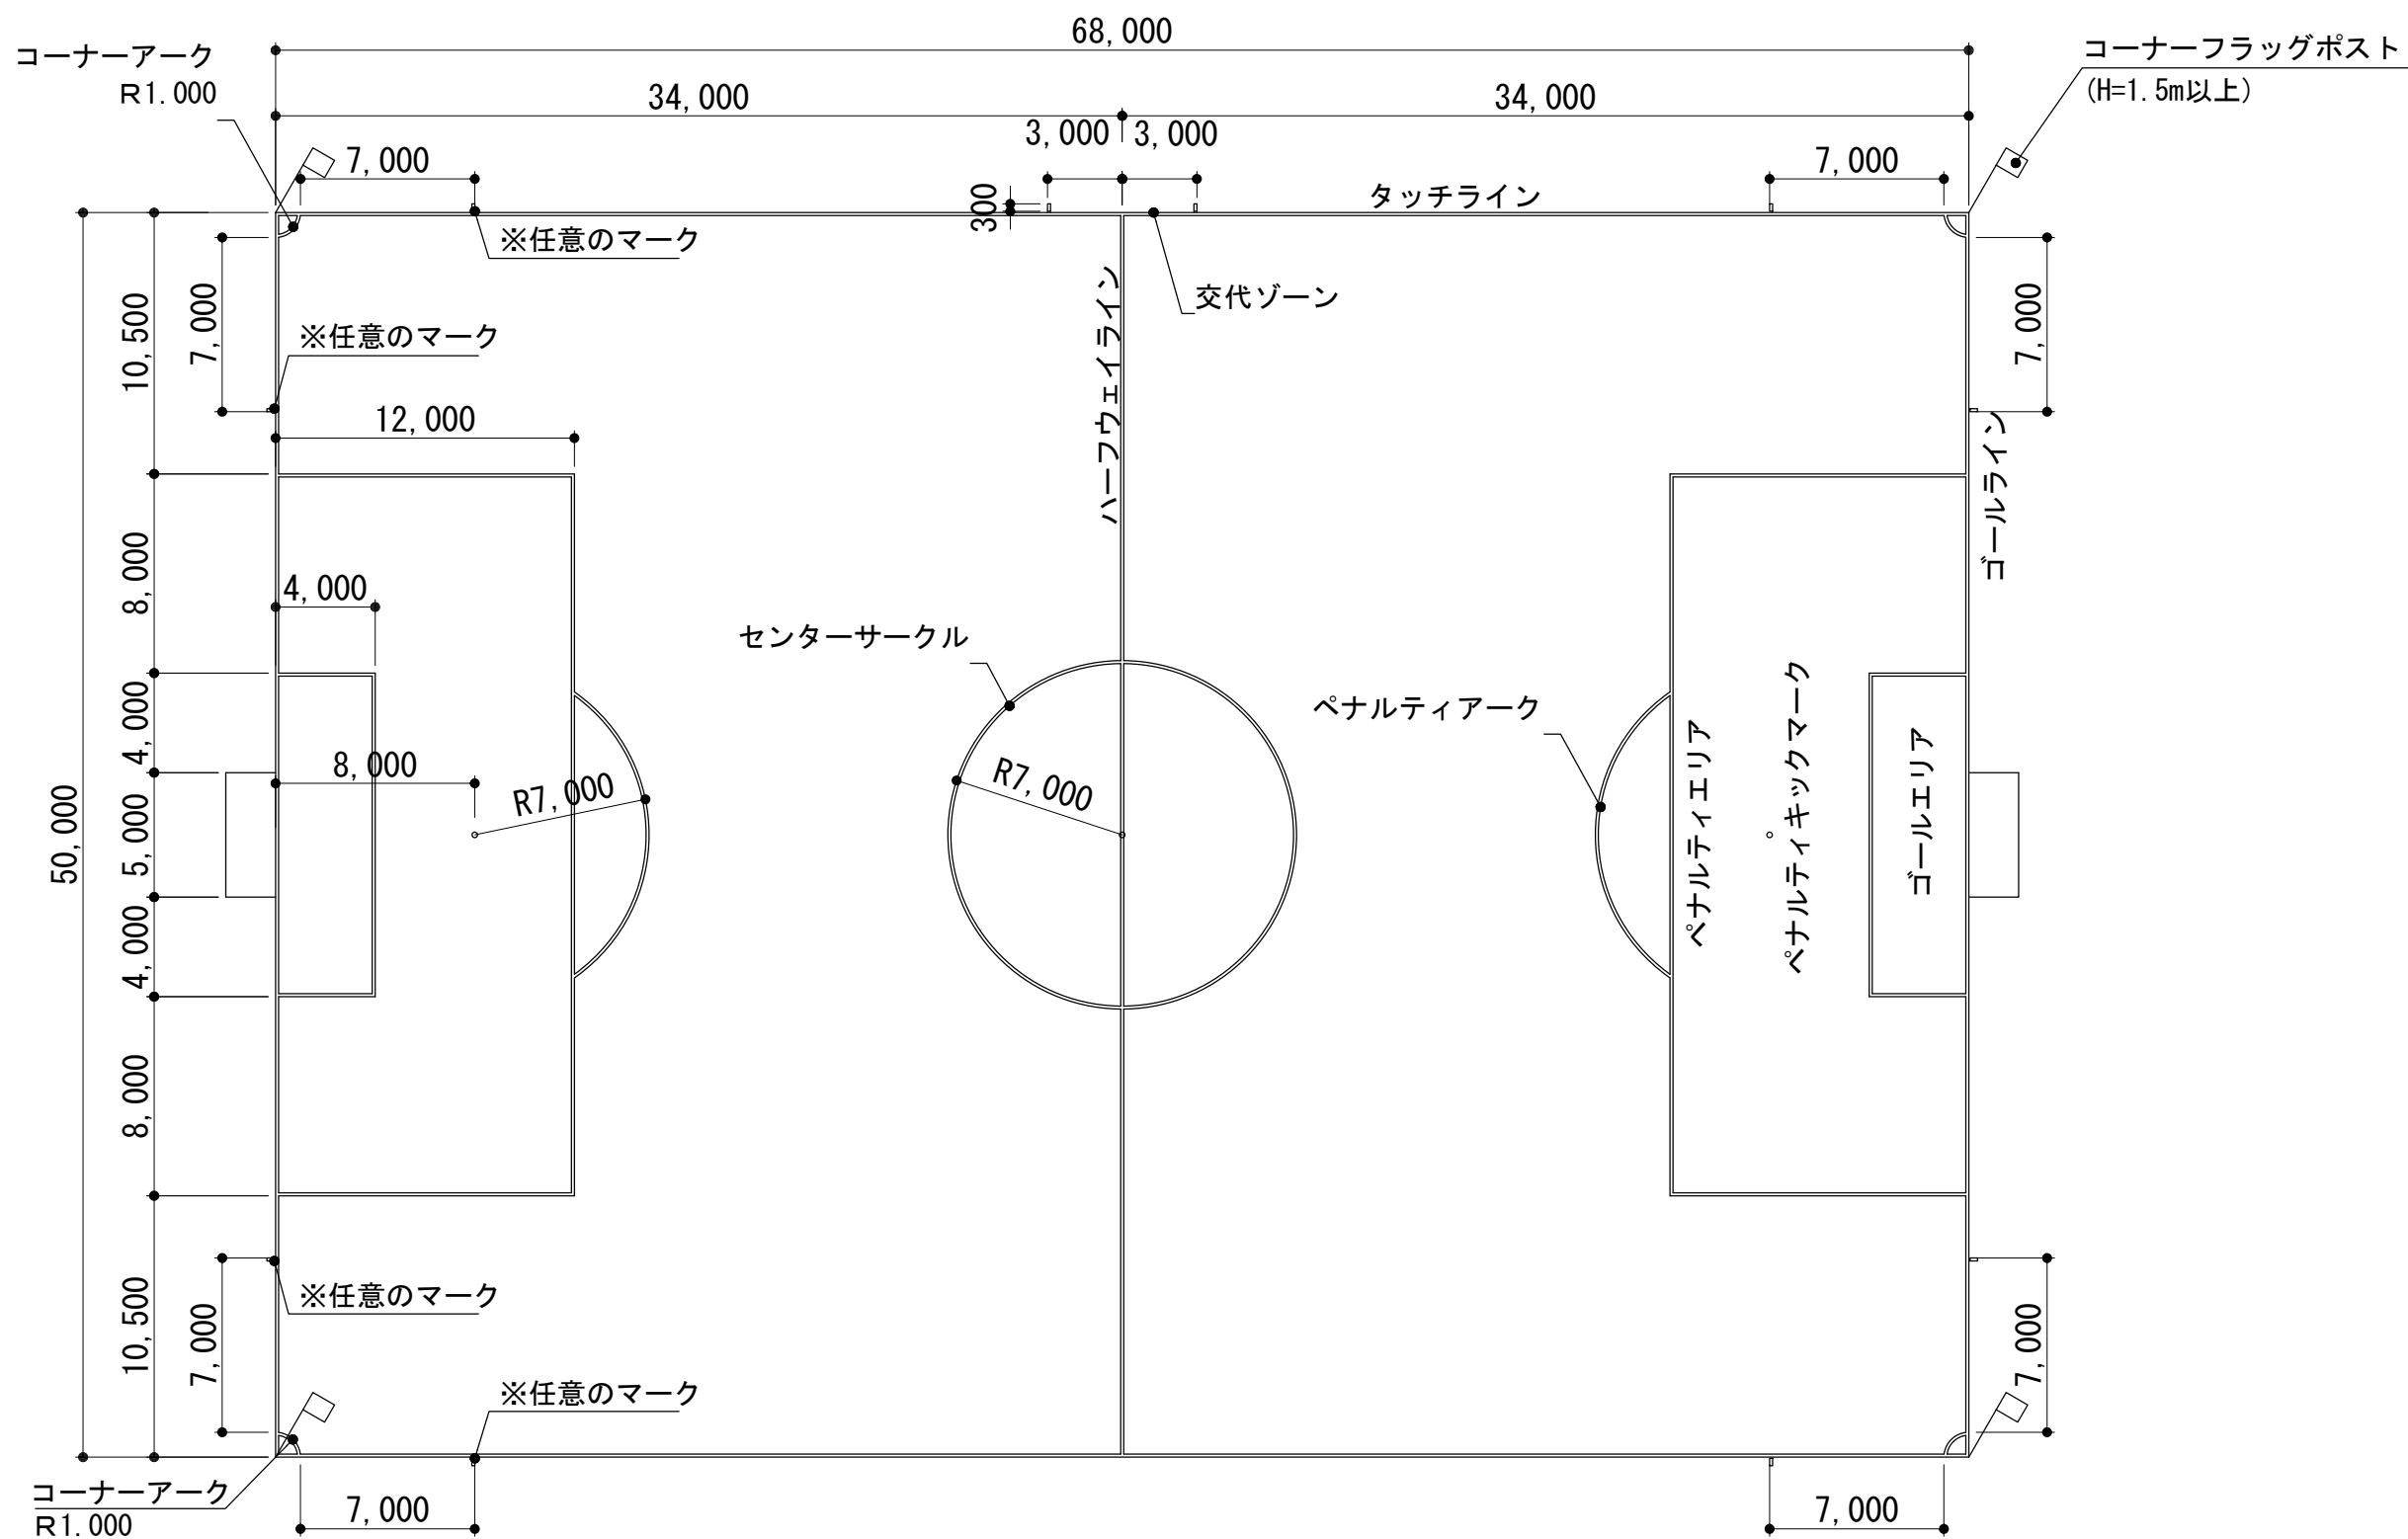 68,000
コーナーアーク
R1.000
コーナーフラッグポスト
(H=1.5m以上)
34,000
34,000
3,000
3,000
7,000
7,000
300
タッチライン
※任意のマーク
交代ゾーン
ハーフウェイライン
10,500
7,000
7,000
※任意のマーク
12,000
ゴールライン
8,000
4,000
センターサークル
ペナルティアーク
4,000
8,000
R7,000
R7,000
ペナルティエリア
ペナルティキックマーク
ゴールエリア
50,000
5,000
4,000
8,000
※任意のマーク
10,500
7,000
7,000
※任意のマーク
コーナーアーク
R1.000
7,000
7,000